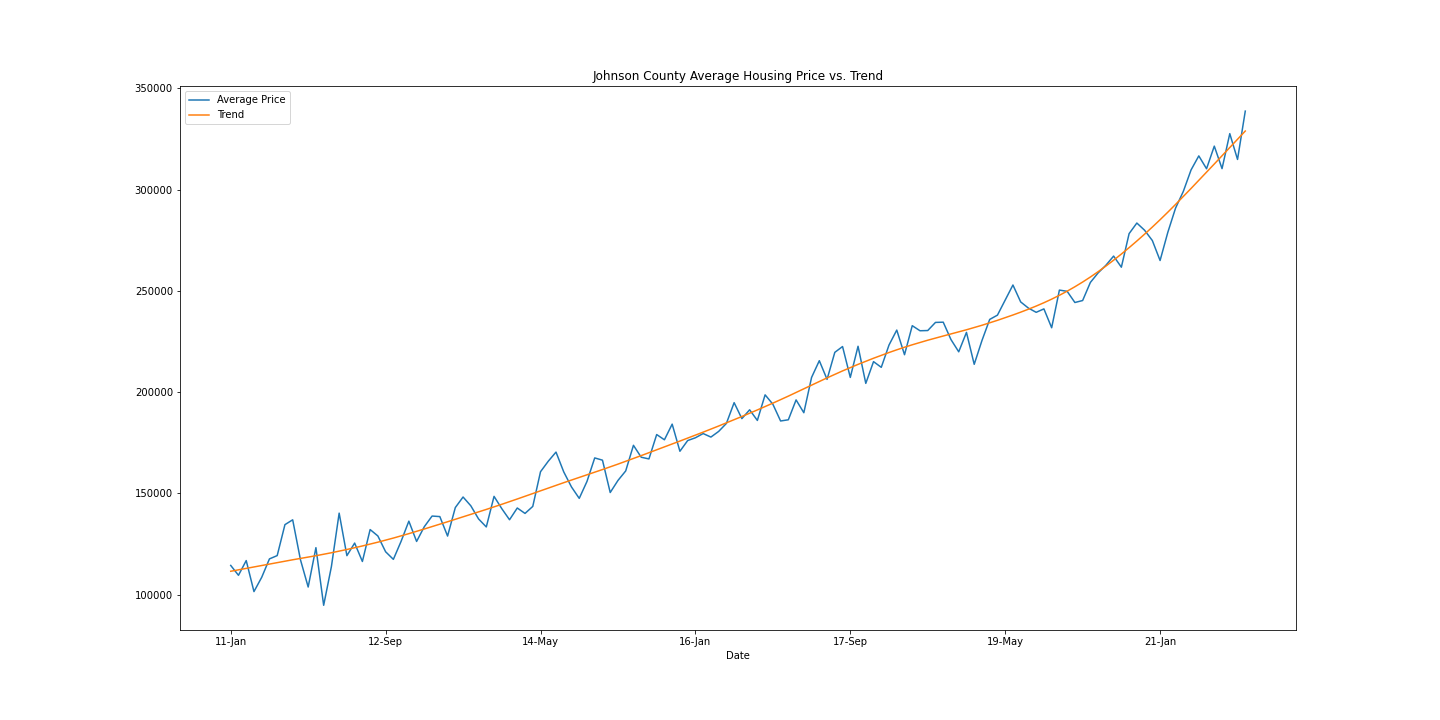 Johnson County Average Housing Price vs. Trend
Average Price
Trend
350000
300000
250000
200000
150000
100000
11-Jan 12-Sep 14-May 16-Jan 17-Sep 19-May 21-Jan
Date